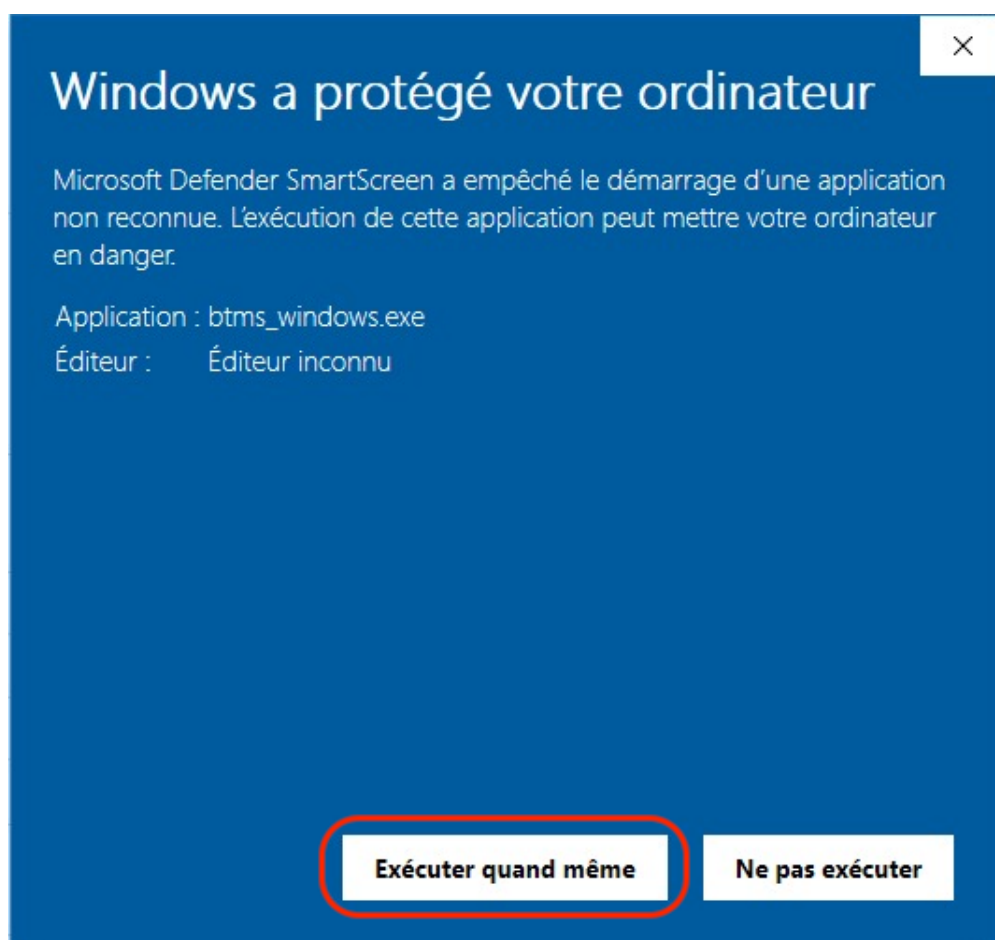 Windows a protégé votre ordinateur
Microsoft Defender SmartScreen a empêché le démarrage d’une application
non reconnue. L’exécution de cette application peut mettre votre ordinateur
en danger.
Application : btms_windows.exe
Éditeur : Éditeur inconnu
Exécuter quand même Ne pas exécuter